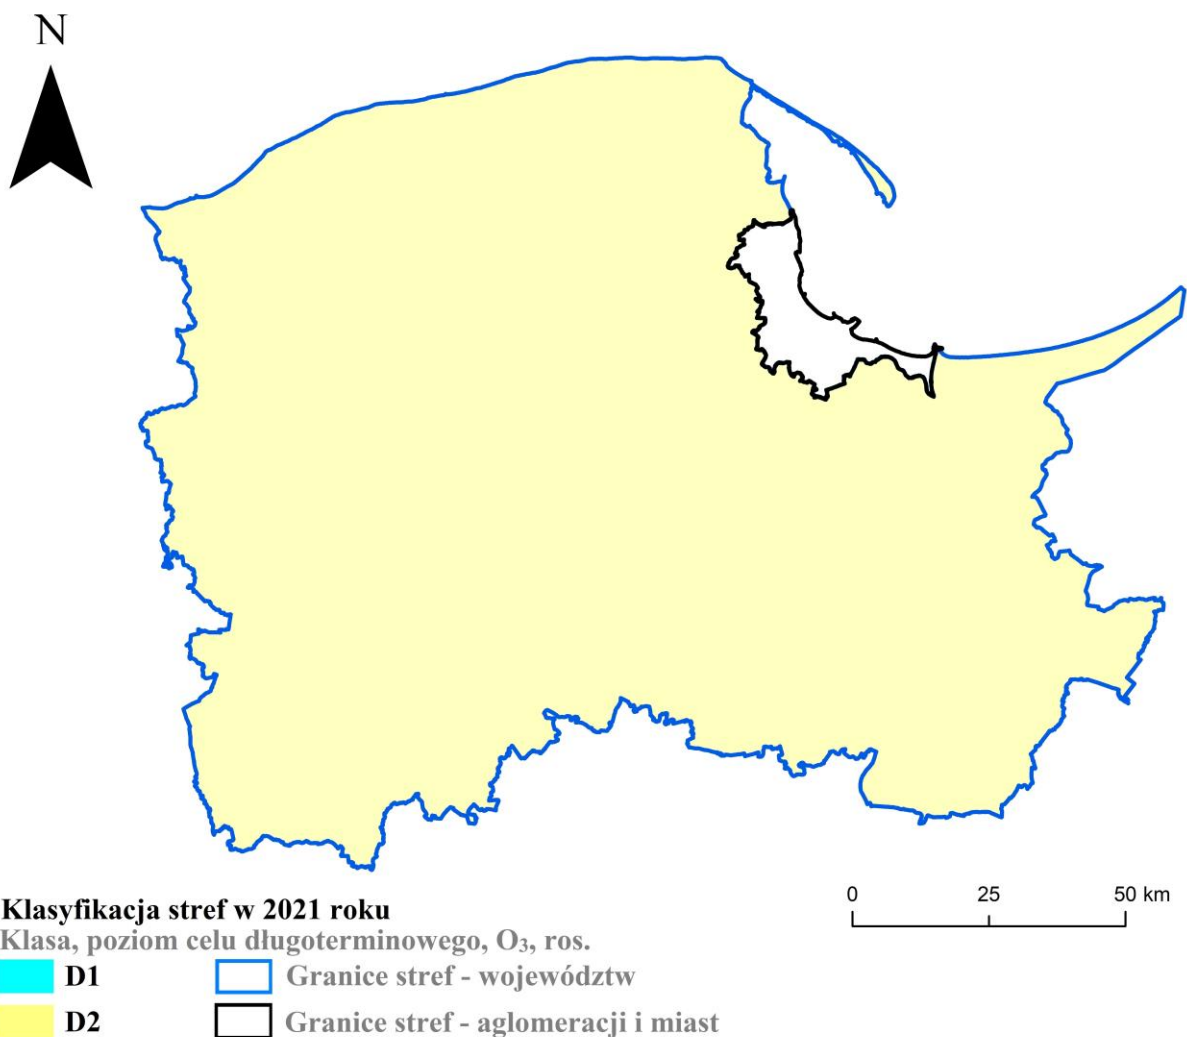 N
0 25 50 km
Klasyfikacja stref w 2021 roku
Klasa, poziom celu długoterminowego, O₃, ros.
D1 Granice stref - województw
D2 Granice stref - aglomeracji i miast